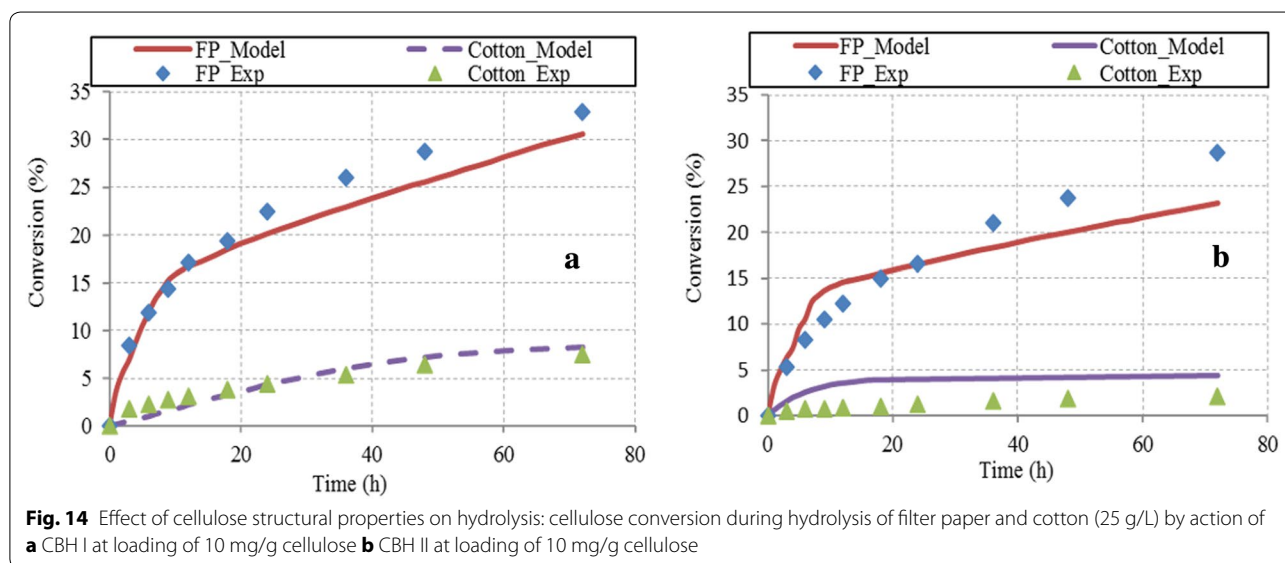 FP_Model Cotton_Model
FP_Exp Cotton_Exp
35
30
25
20
15
10
5
0
Conversion (%)
a
0 20 40 60 80
Time (h)
FP_Model Cotton_Model
FP_Exp Cotton_Exp
35
30
25
20
15
10
5
0
Conversion (%)
b
0 20 40 60 80
Time (h)
Fig. 14 Effect of cellulose structural properties on hydrolysis: cellulose conversion during hydrolysis of filter paper and cotton (25 g/L) by action of
a CBH I at loading of 10 mg/g cellulose b CBH II at loading of 10 mg/g cellulose